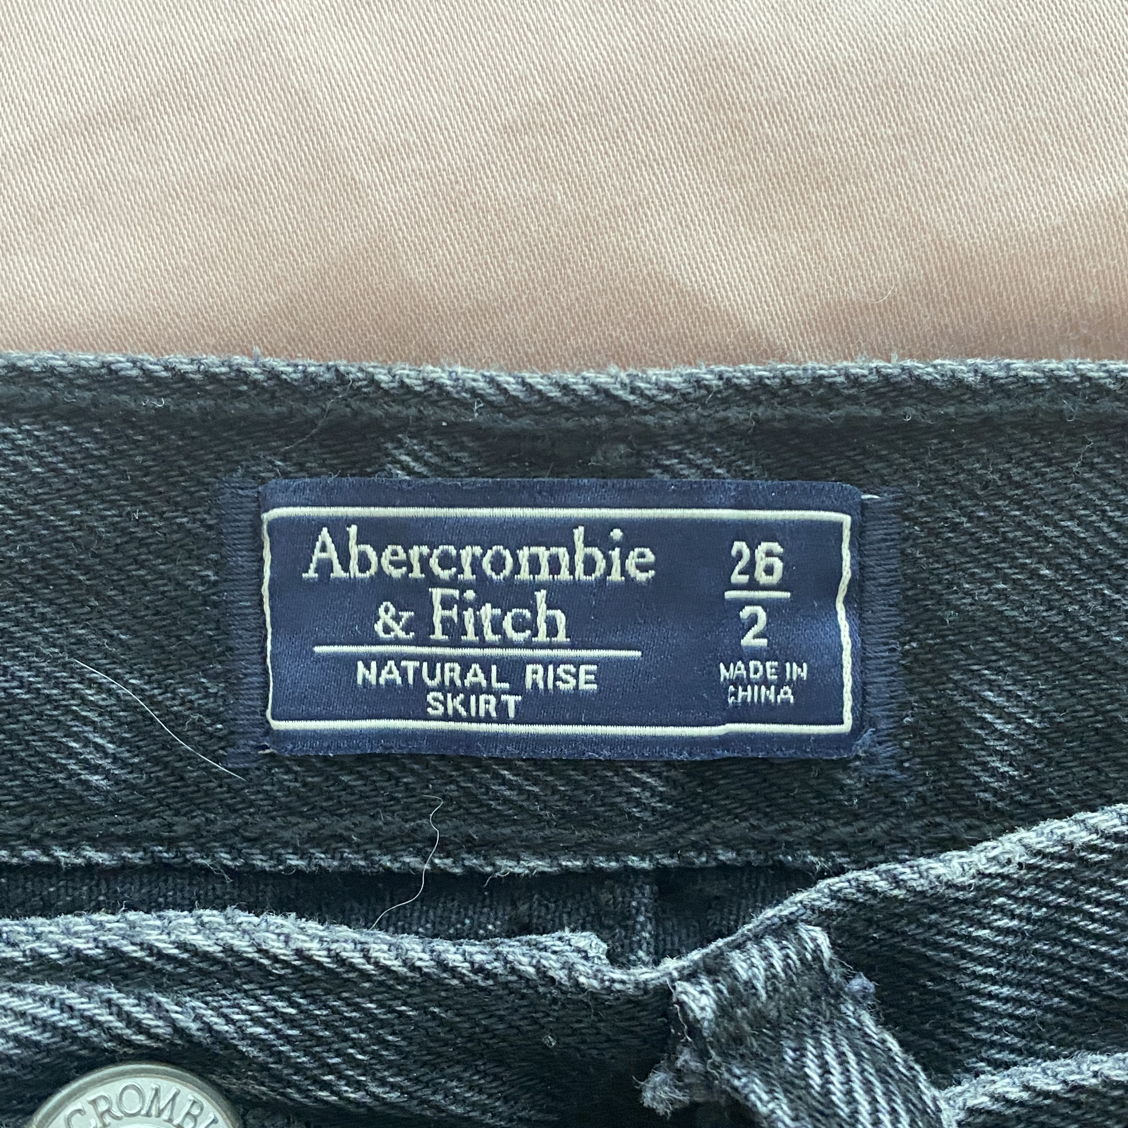 Abercrombie
& Fitch
NATURAL RISE
SKIRT
26
2
MADE IN
CHINA